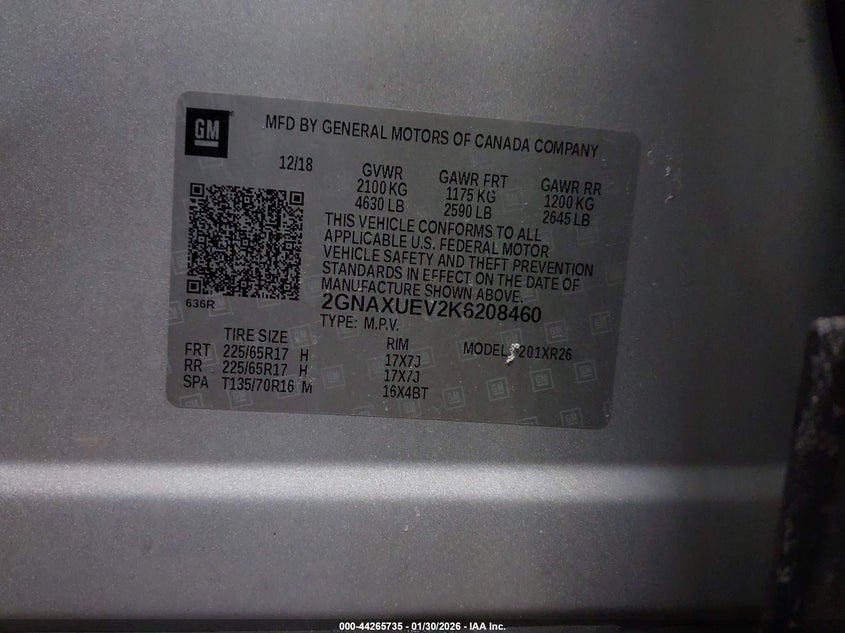 GM
MFD BY GENERAL MOTORS OF CANADA COMPANY
12/18
GVWR GAWR FRT GAWR RR
2100 KG 1175 KG 1200 KG
4630 LB 2590 LB 2645 LB
THIS VEHICLE CONFORMS TO ALL
APPLICABLE U.S. FEDERAL MOTOR
VEHICLE SAFETY AND THEFT PREVENTION
STANDARDS IN EFFECT ON THE DATE OF
MANUFACTURE SHOWN ABOVE.
636R
2GNAXUEV2K6208460
TYPE: M.P.V.
TIRE SIZE RIM MODEL: 201XR26
FRT 225/65R17 H 17X7J
RR 225/65R17 H 17X7J
SPA T135/70R16 M 16X4BT
000-44265735 - 01/30/2026 - IAA Inc.